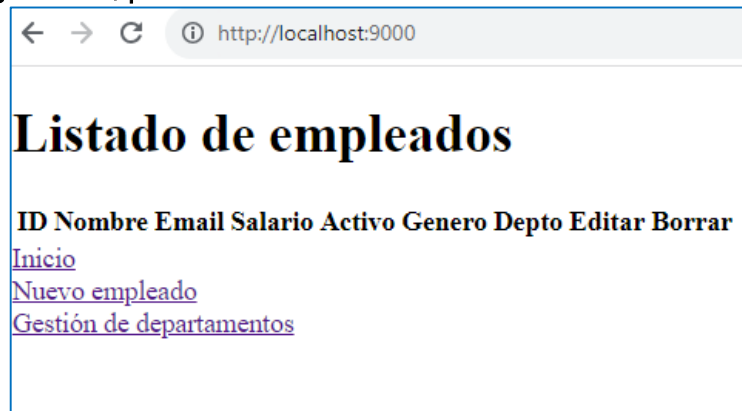 http://localhost:9000
Listado de empleados
ID Nombre Email Salario Activo Genero Depto Editar Borrar
Inicio
Nuevo empleado
Gestión de departamentos